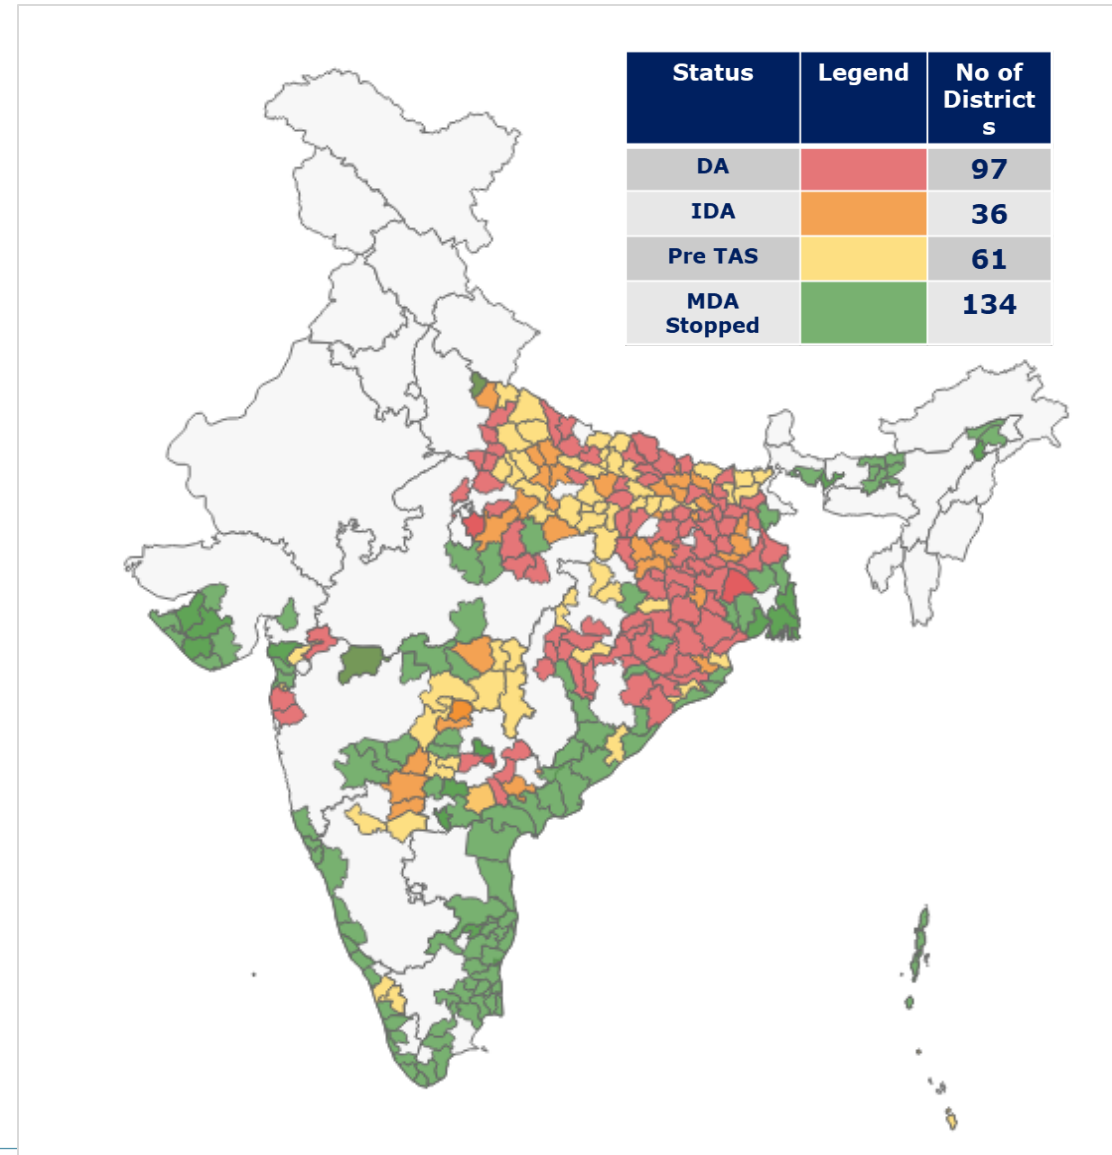 Status
Legend
No of
District
s
DA
97
IDA
36
Pre TAS
61
MDA
Stopped
134